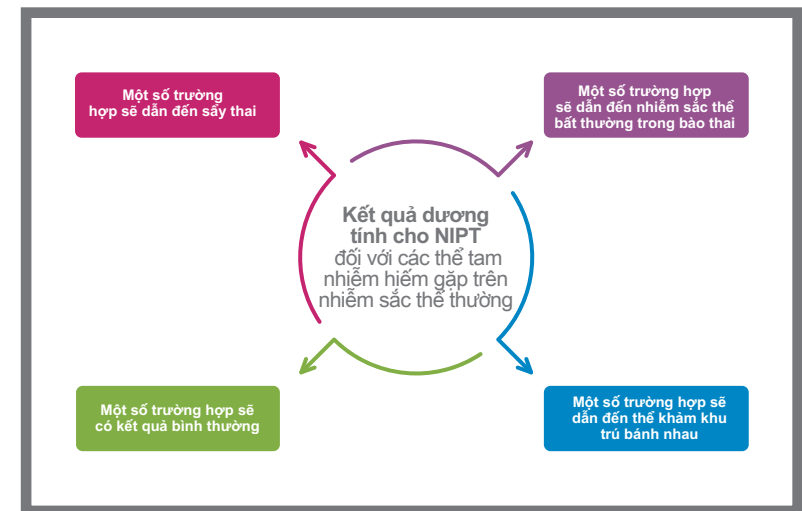 Một số trường
hợp sẽ dẫn đến sẩy thai
Một số trường hợp
sẽ dẫn đến nhiễm sắc thể
bất thường trong bào thai
Kết quả dương
tính cho NIPT
đối với các thể tam
nhiễm hiếm gặp trên
nhiễm sắc thể thường
Một số trường hợp sẽ
có kết quả bình thường
Một số trường hợp sẽ
dẫn đến thể khảm khu
trú bánh nhau